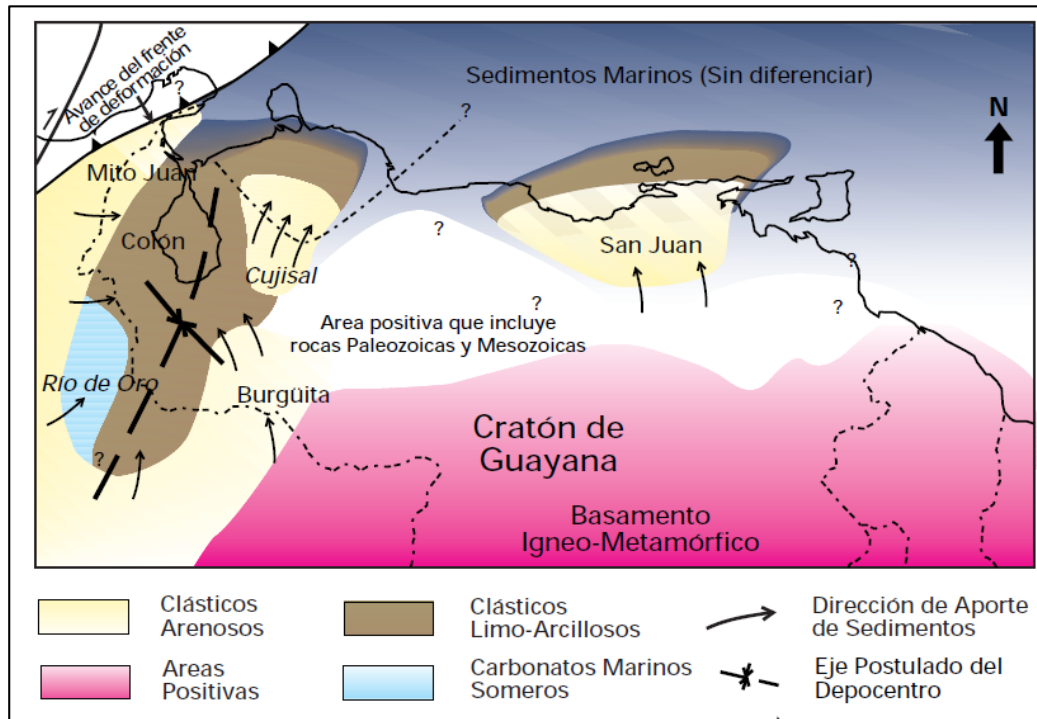 Avance del frente
de deformación
?
Sedimentos Marinos (Sin diferenciar)
?
N
Mito Juan
Colón
Cujisal
?
San Juan
?
?
?
Area positiva que incluye
rocas Paleozoicas y Mesozoicas
Río de Oro
Burgüita
?
Cratón de
Guayana
Basamento
Igneo-Metamórfico
Clásticos
Arenosos
Clásticos
Limo-Arcillosos
Dirección de Aporte
de Sedimentos
Areas
Positivas
Carbonatos Marinos
Someros
Eje Postulado del
Depocentro